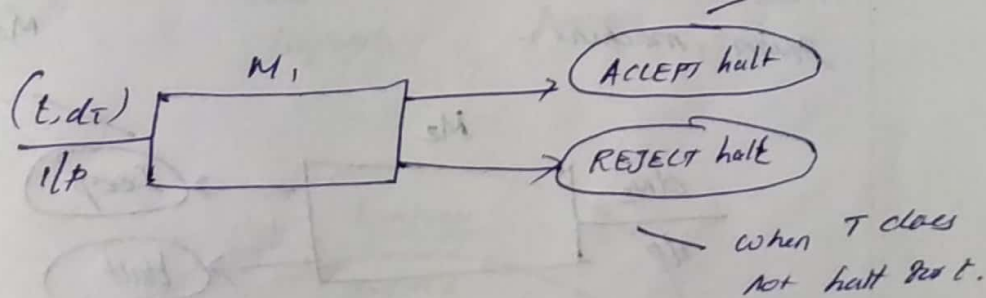 M1
ACCEPT halt
(t, dT)
I/P
REJECT halt
when T does
not halt for t.